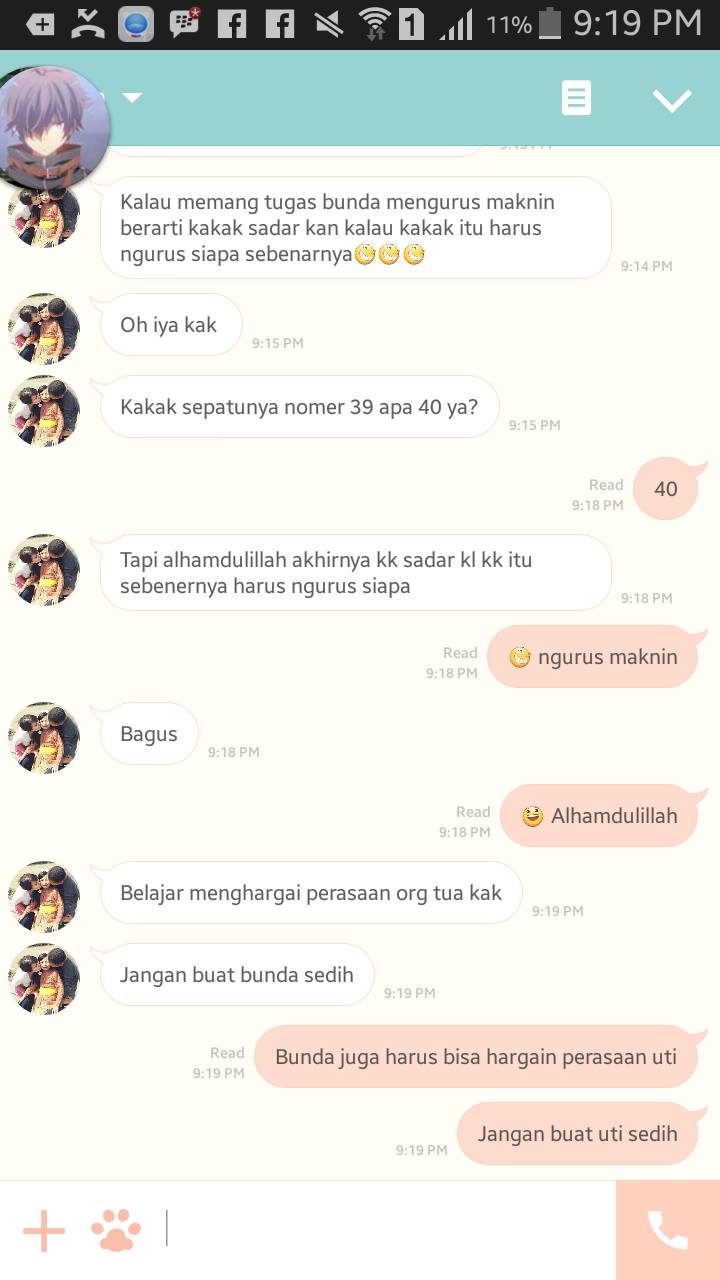 1
11%
9:19 PM
Kalau memang tugas bunda mengurus maknin
berarti kakak sadar kan kalau kakak itu harus
ngurus siapa sebenarnya
9:14 PM
Oh iya kak
9:15 PM
Kakak sepatunya nomer 39 apa 40 ya?
9:15 PM
40
Read
9:18 PM
Tapi alhamdulillah akhirnya kk sadar kl kk itu
sebenernya harus ngurus siapa
9:18 PM
ngurus maknin
Read
9:18 PM
Bagus
9:18 PM
Alhamdulillah
Read
9:18 PM
Belajar menghargai perasaan org tua kak
9:19 PM
Jangan buat bunda sedih
9:19 PM
Bunda juga harus bisa hargain perasaan uti
Read
9:19 PM
Jangan buat uti sedih
9:19 PM